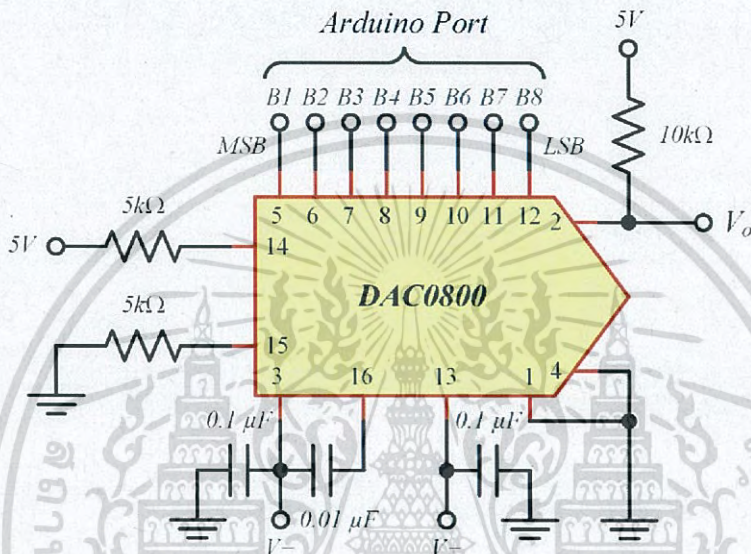 Arduino Port
5V
B1 B2 B3 B4 B5 B6 B7 B8
MSB
LSB
10kΩ
5kΩ
5 6 7 8 9 10 11 12
2
Vo
5V
14
DAC0800
5kΩ
15
3 16 13 1 4
0.1 μF
0.1 μF
0.01 μF
V−
V−